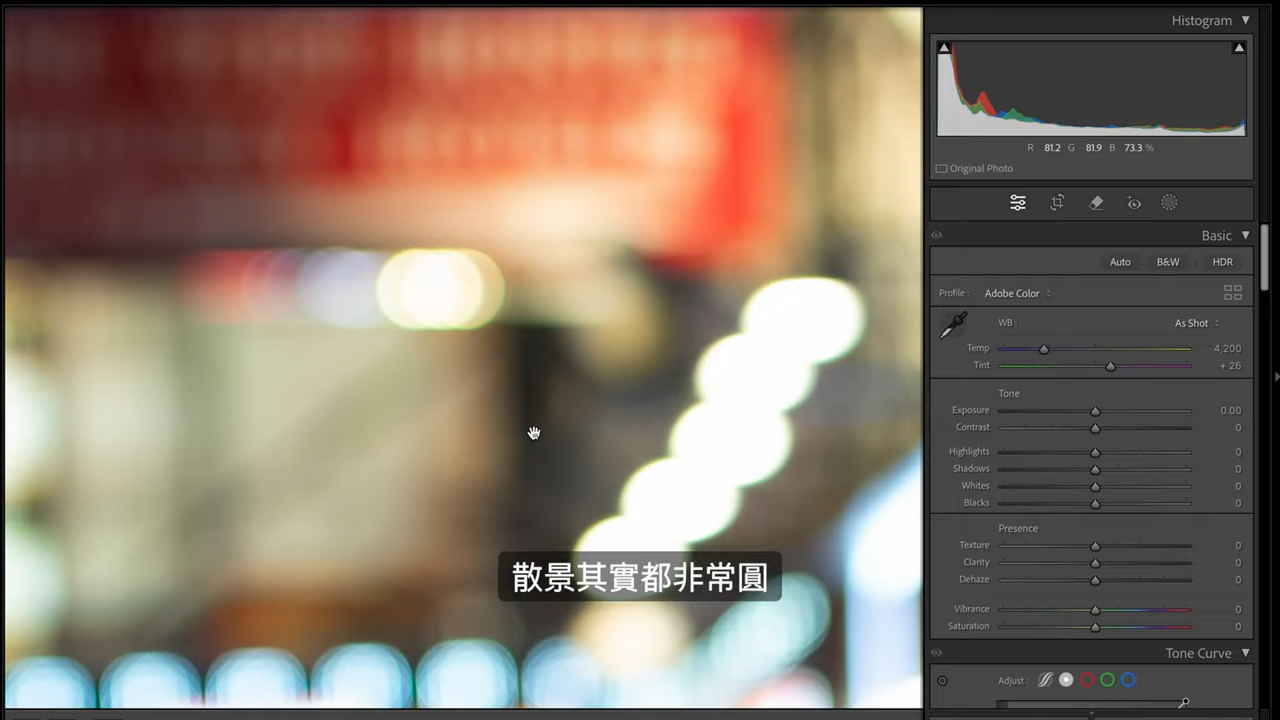 Histogram
R 81.2 G 81.9 B 73.3 %
Original Photo
Basic
Auto B&W HDR
Profile : Adobe Color
WB : As Shot
Temp 4,200
Tint + 26
Tone
Exposure 0.00
Contrast 0
Highlights 0
Shadows 0
Whites 0
Blacks 0
Presence
Texture 0
Clarity 0
Dehaze 0
Vibrance 0
Saturation 0
Tone Curve
Adjust :
散景其實都非常圓